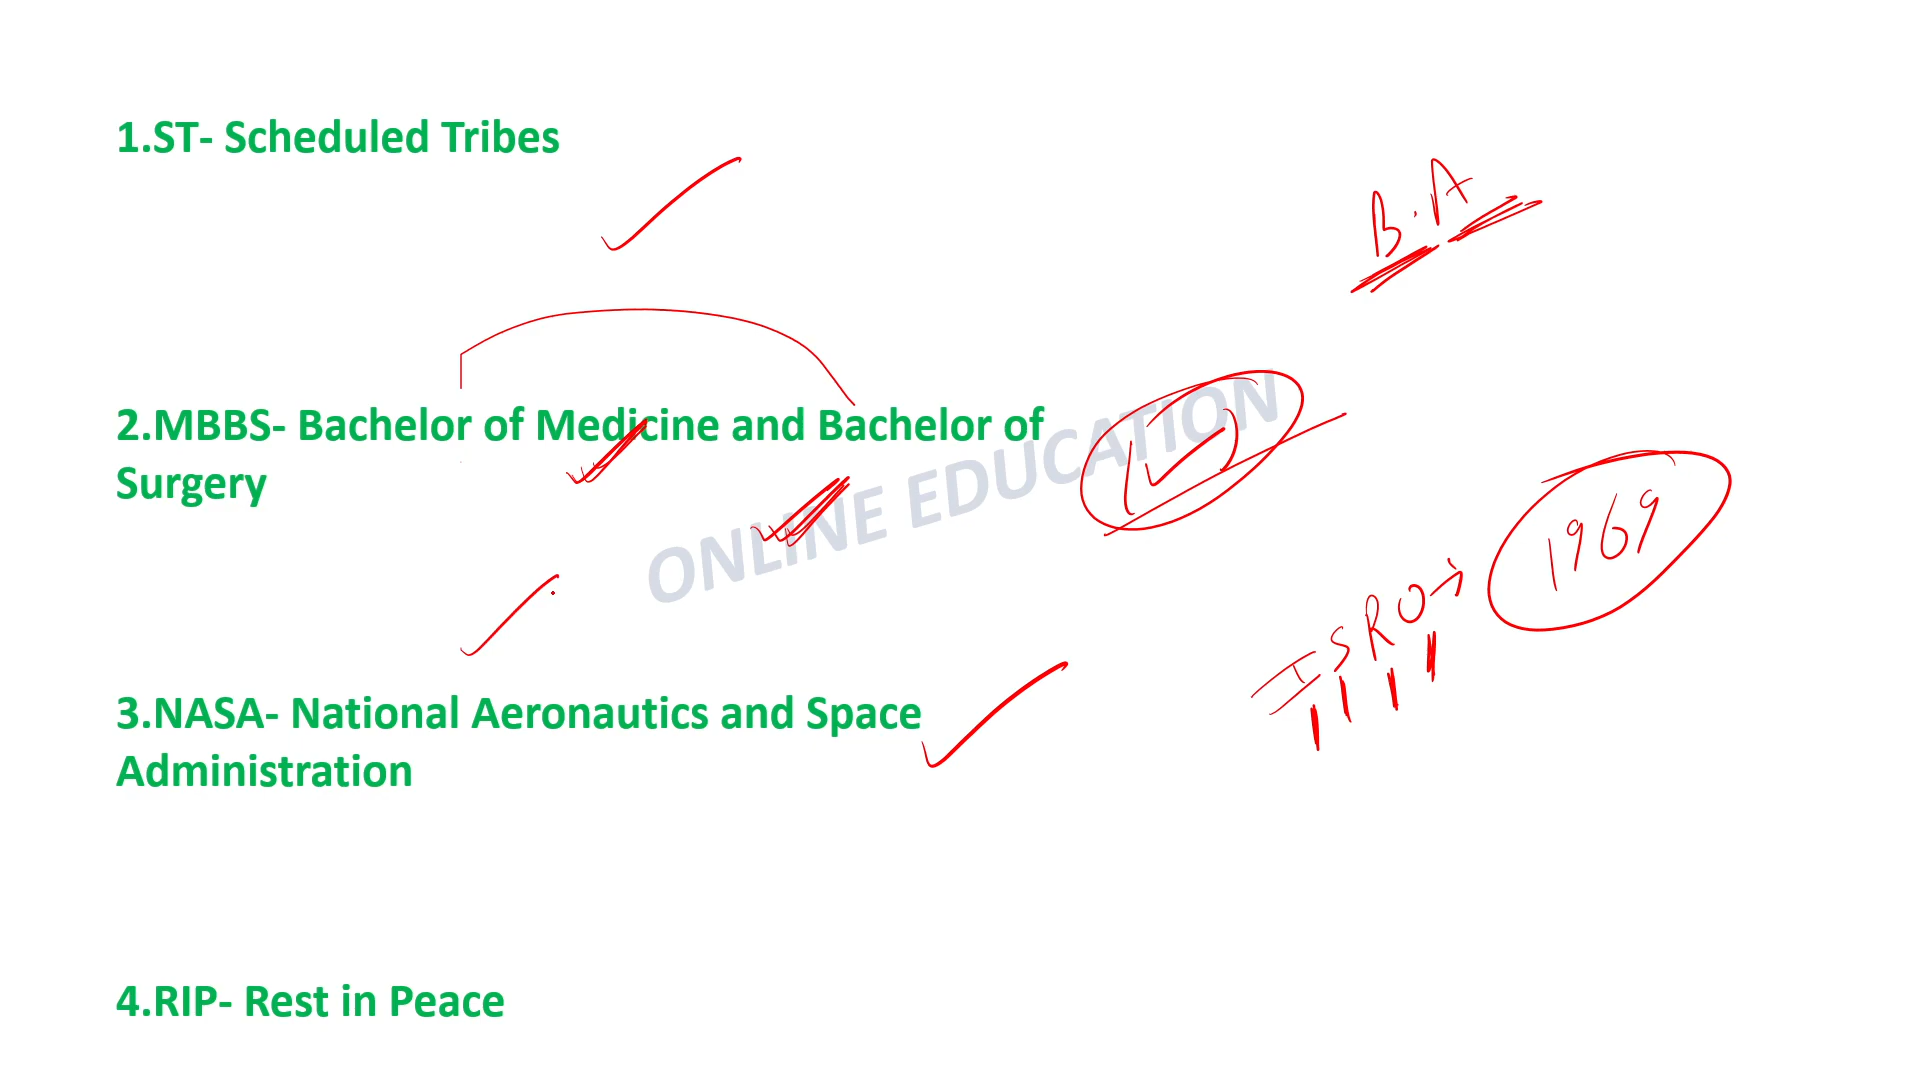 1.ST- Scheduled Tribes
B.A
2.MBBS- Bachelor of Medicine and Bachelor of
Surgery
ONLINE EDUCATION
ISRO→ 1969
3.NASA- National Aeronautics and Space
Administration
4.RIP- Rest in Peace